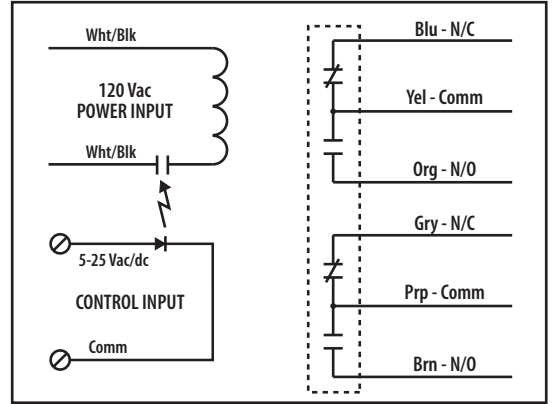 Wht/Blk
120 Vac
POWER INPUT
Wht/Blk
5-25 Vac/dc
CONTROL INPUT
Comm
Blu - N/C
Yel - Comm
Org - N/O
Gry - N/C
Prp - Comm
Brn - N/O